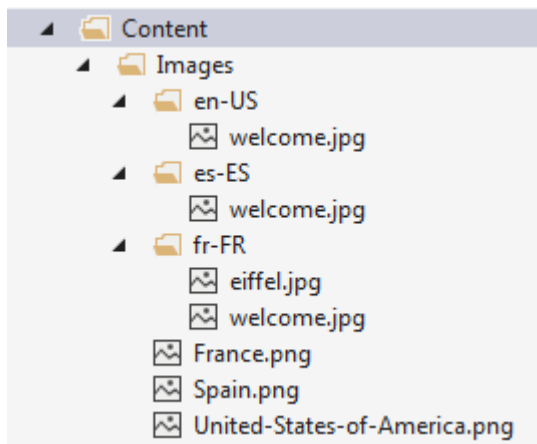 Content
Images
en-US
welcome.jpg
es-ES
welcome.jpg
fr-FR
eiffel.jpg
welcome.jpg
France.png
Spain.png
United-States-of-America.png